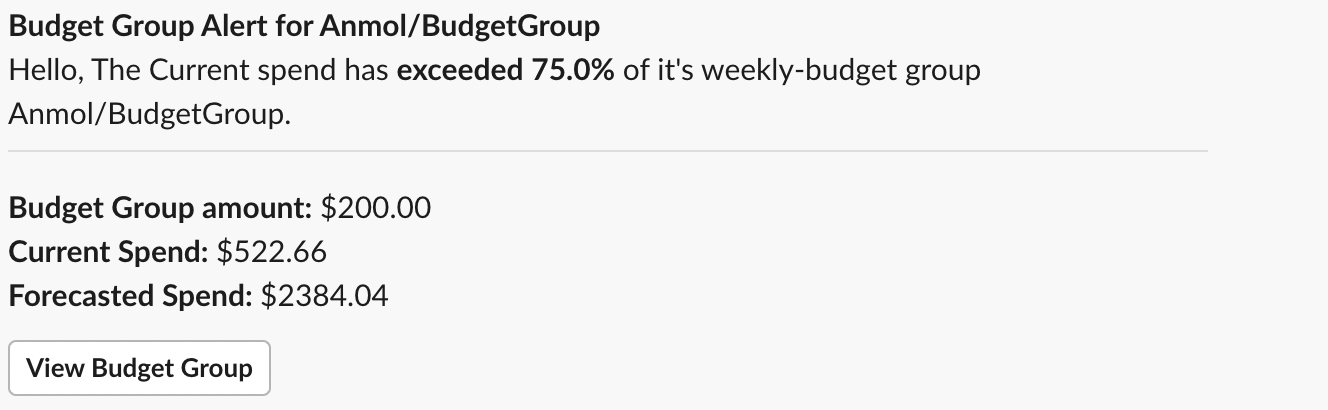 Budget Group Alert for Anmol/BudgetGroup
Hello, The Current spend has exceeded 75.0% of it's weekly-budget group
Anmol/BudgetGroup.
Budget Group amount: $200.00
Current Spend: $522.66
Forecasted Spend: $2384.04
View Budget Group